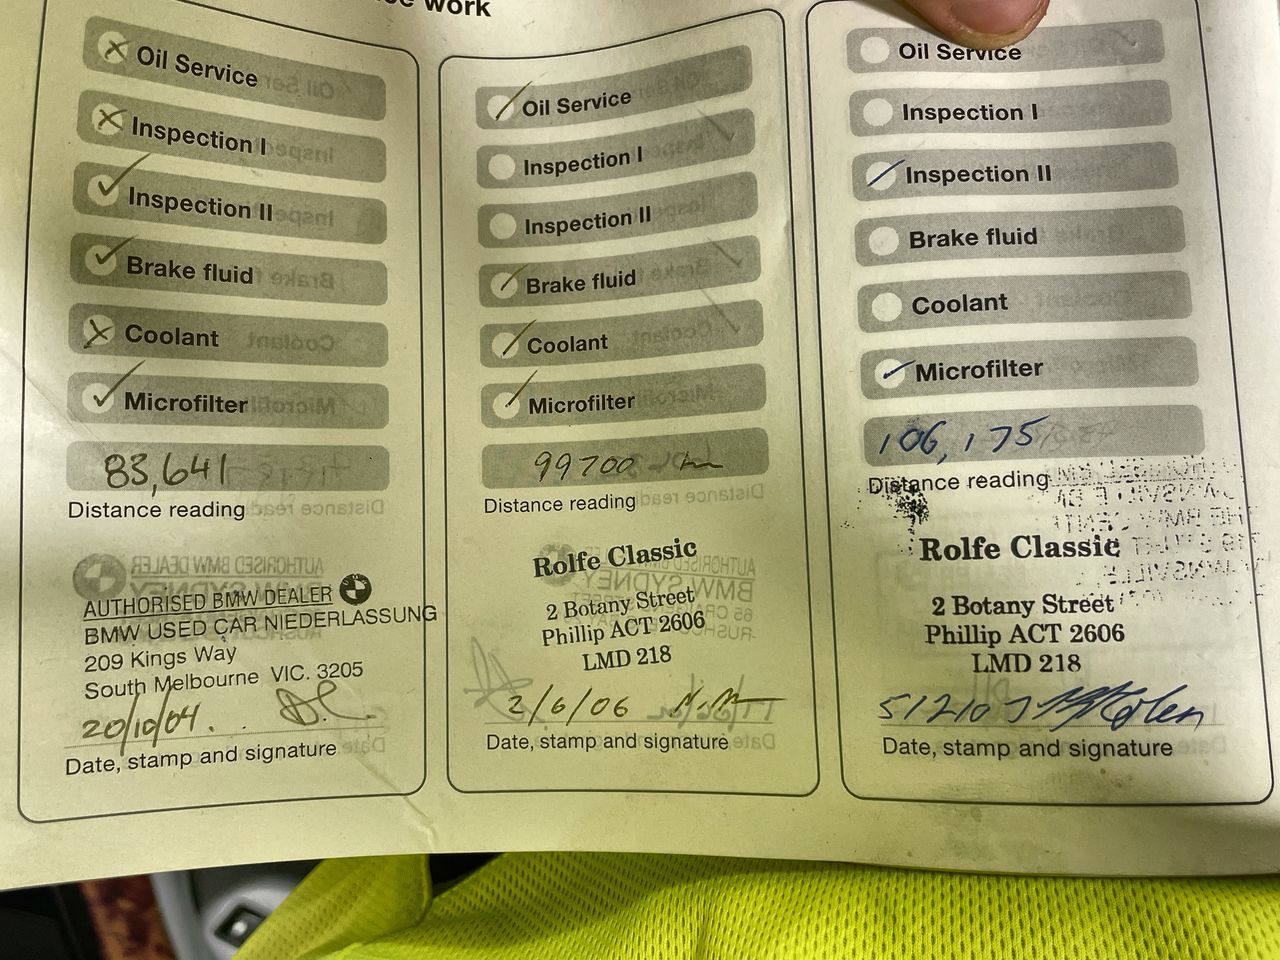 work
Oil Service
Inspection I
Inspection II
Brake fluid
Coolant
Microfilter
83,641
Distance reading
AUTHORISED BMW DEALER
BMW USED CAR NIEDERLASSUNG
209 Kings Way
South Melbourne VIC. 3205
20/10/04.
Date, stamp and signature
Oil Service
Inspection I
Inspection II
Brake fluid
Coolant
Microfilter
99700 km
Distance reading
Rolfe Classic
2 Botany Street
Phillip ACT 2606
LMD 218
2/6/06
Date, stamp and signature
Oil Service
Inspection I
Inspection II
Brake fluid
Coolant
Microfilter
106,175
Distance reading
Rolfe Classic
2 Botany Street
Phillip ACT 2606
LMD 218
Date, stamp and signature